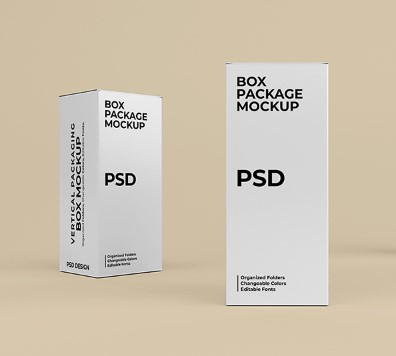 BOX
PACKAGE
MOCKUP
PSD
VERTICAL PACKAGING
BOX MOCKUP
PSD DESIGN
Organized Folders
Changeable Colors
Editable Fonts
BOX
PACKAGE
MOCKUP
PSD
Organized Folders
Changeable Colors
Editable Fonts